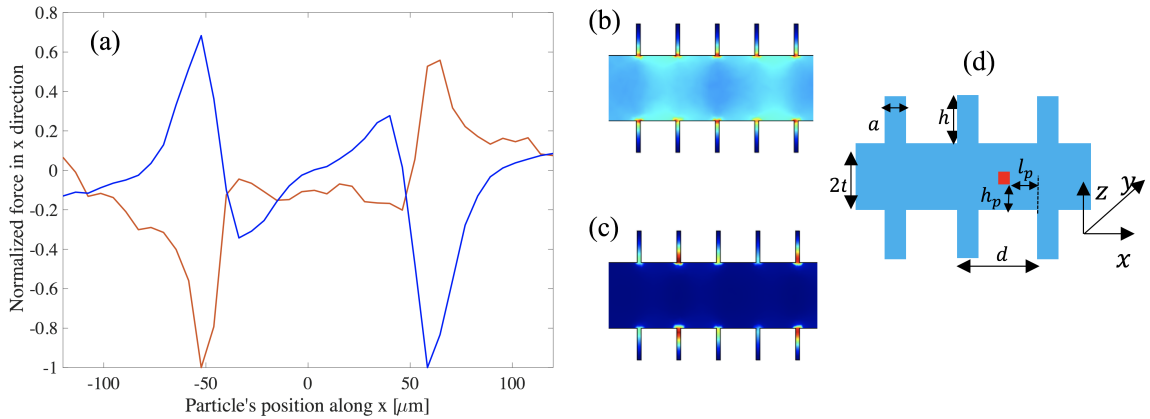 (a)
0.8
0.6
0.4
0.2
0
-0.2
-0.4
-0.6
-0.8
-1
Normalized force in x direction
-100
-50
0
50
100
Particle's position along x [μm]
(b)
(c)
(d)
a
h
2t
l_p
h_p
d
z
y
x